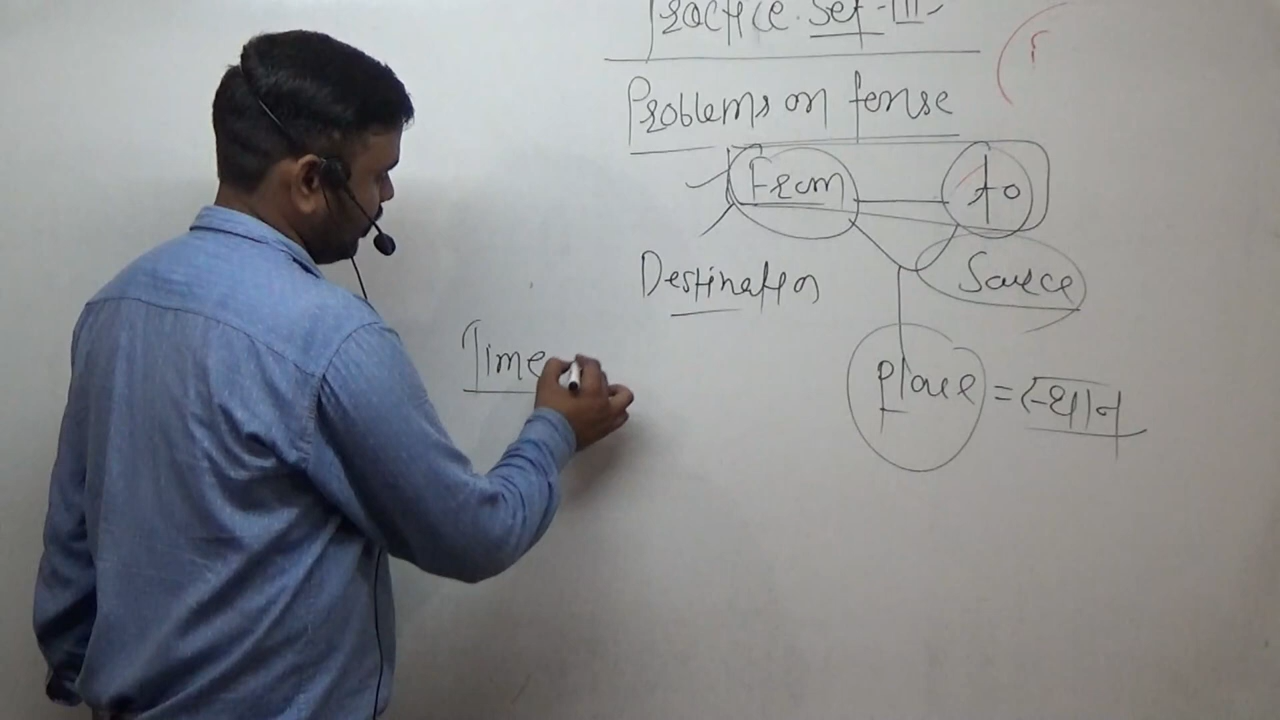 Practice Set-III
Problems on tense
From to
Destination Source
Time
Place = स्थान